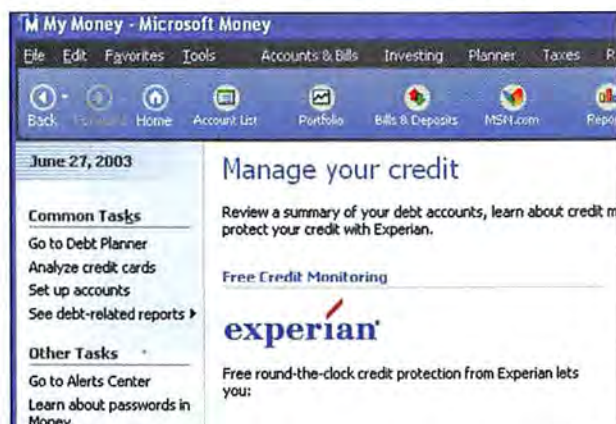 My Money - Microsoft Money
File Edit Favorites Tools Accounts & Bills Investing Planner Taxes R
Back Forward Home Account List Portfolio Bills & Deposits MSN.com Repo
June 27, 2003
Common Tasks
Go to Debt Planner
Analyze credit cards
Set up accounts
See debt-related reports
Other Tasks
Go to Alerts Center
Learn about passwords in
Money
Manage your credit
Review a summary of your debt accounts, learn about credit m
protect your credit with Experian.
Free Credit Monitoring
experian
Free round-the-clock credit protection from Experian lets
you: